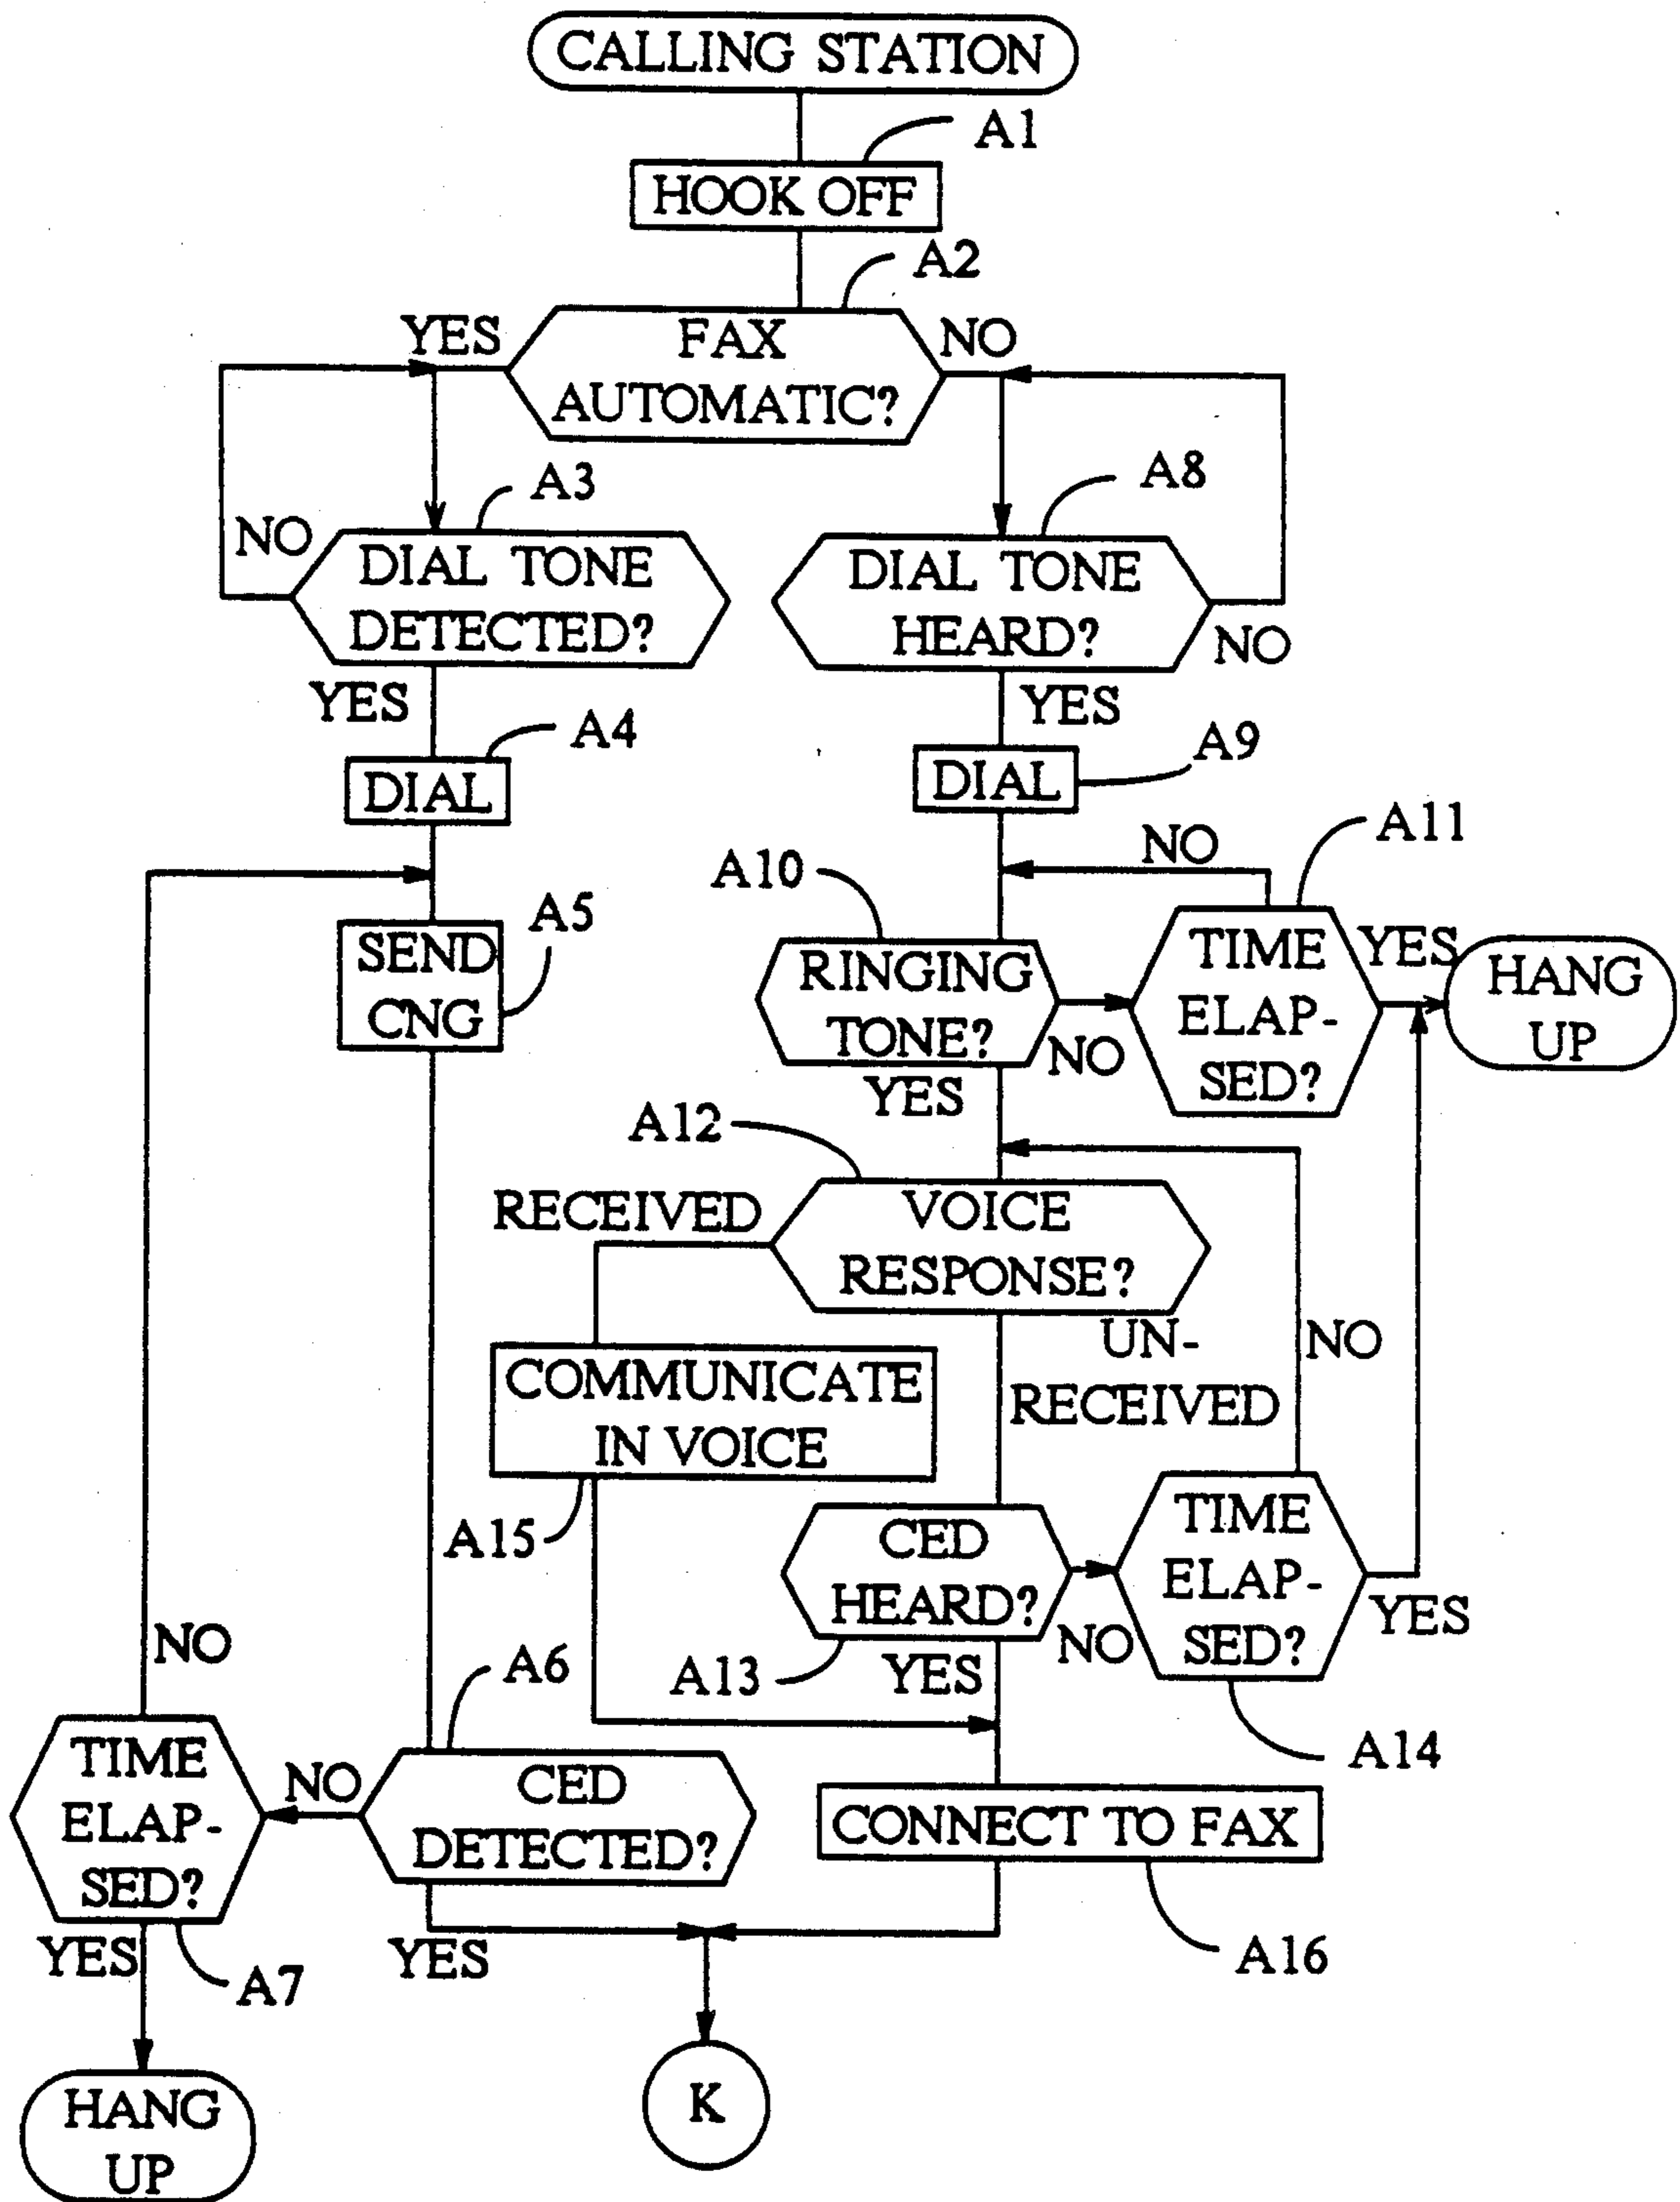 CALLING STATION
A1
HOOK OFF
A2
YES
FAX
AUTOMATIC?
NO
A3
A8
NO
DIAL TONE
DETECTED?
DIAL TONE
HEARD?
NO
YES
YES
A4
A9
DIAL
DIAL
A11
NO
A10
A5
SEND
CNG
RINGING
TONE?
NO
TIME
ELAP-
SED?
YES
HANG
UP
YES
A12
RECEIVED
VOICE
RESPONSE?
UN-
RECEIVED
NO
COMMUNICATE
IN VOICE
A15
CED
HEARD?
NO
TIME
ELAP-
SED?
YES
NO
A6
A13
YES
A14
TIME
ELAP-
SED?
NO
CED
DETECTED?
CONNECT TO FAX
YES
A7
YES
A16
HANG
UP
K